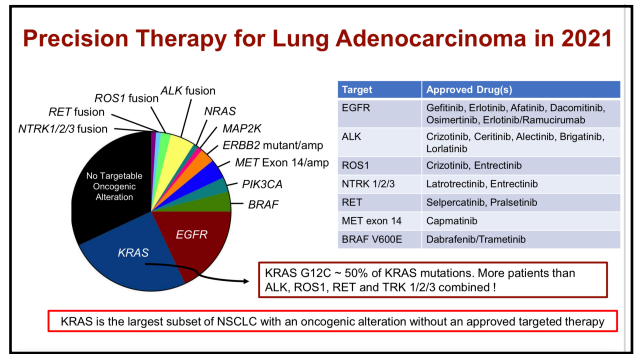 Precision Therapy for Lung Adenocarcinoma in 2021
ALK fusion
ROS1 fusion
RET fusion
NTRK1/2/3 fusion
NRAS
MAP2K
ERBB2 mutant/amp
MET Exon 14/amp
PIK3CA
BRAF
No Targetable
Oncogenic
Alteration
KRAS
EGFR
Target Approved Drug(s)
EGFR Gefitinib, Erlotinib, Afatinib, Dacomitinib,
Osimertinib, Erlotinib/Ramucirumab
ALK Crizotinib, Ceritinib, Alectinib, Brigatinib,
Lorlatinib
ROS1 Crizotinib, Entrectinib
NTRK 1/2/3 Latrotrectinib, Entrectinib
RET Selpercatinib, Pralsetinib
MET exon 14 Capmatinib
BRAF V600E Dabrafenib/Trametinib
KRAS G12C ~ 50% of KRAS mutations. More patients than
ALK, ROS1, RET and TRK 1/2/3 combined !
KRAS is the largest subset of NSCLC with an oncogenic alteration without an approved targeted therapy